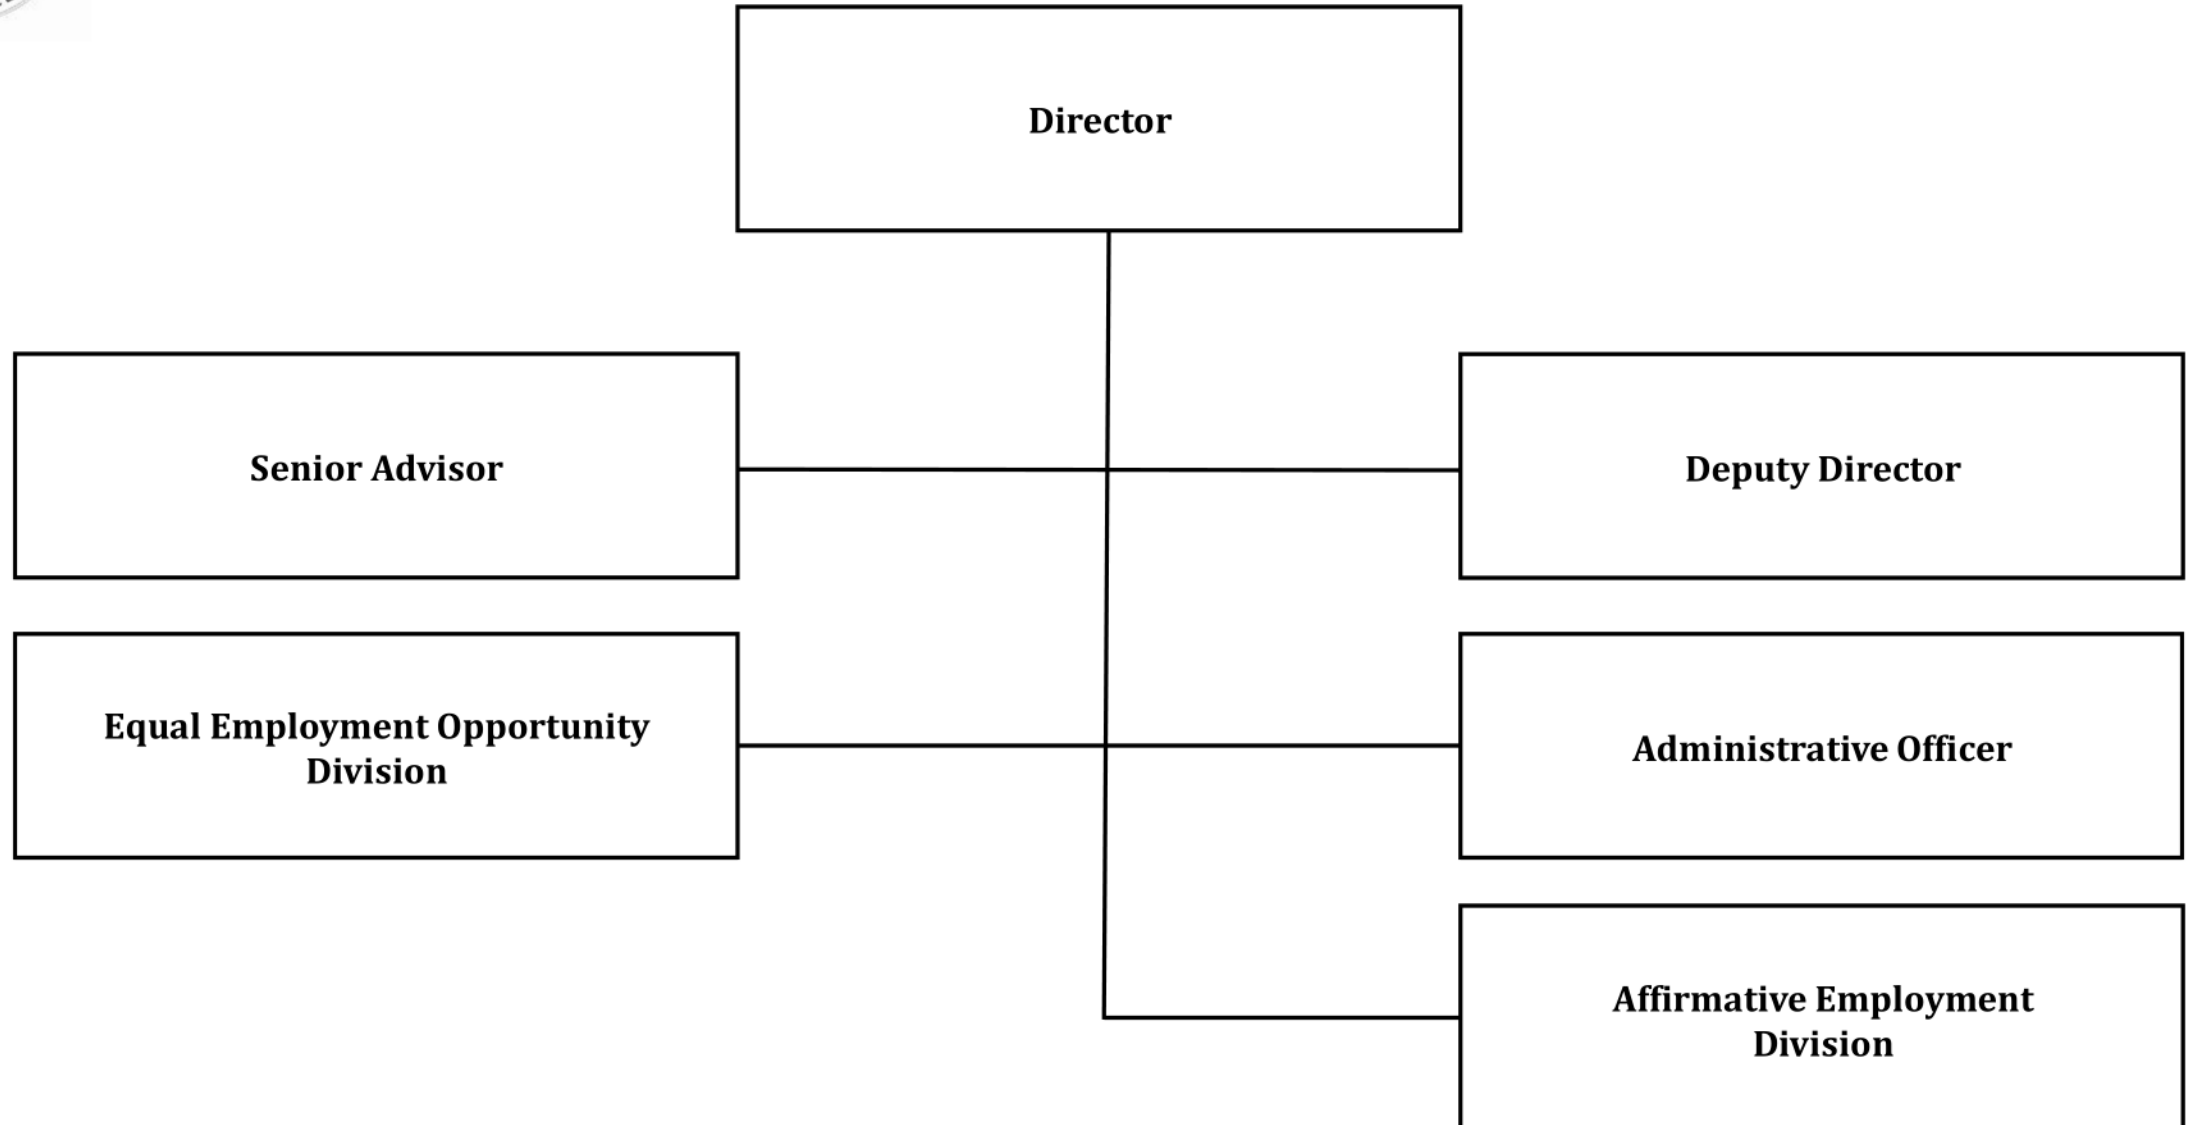 Director
Senior Advisor
Deputy Director
Equal Employment Opportunity
Division
Administrative Officer
Affirmative Employment
Division